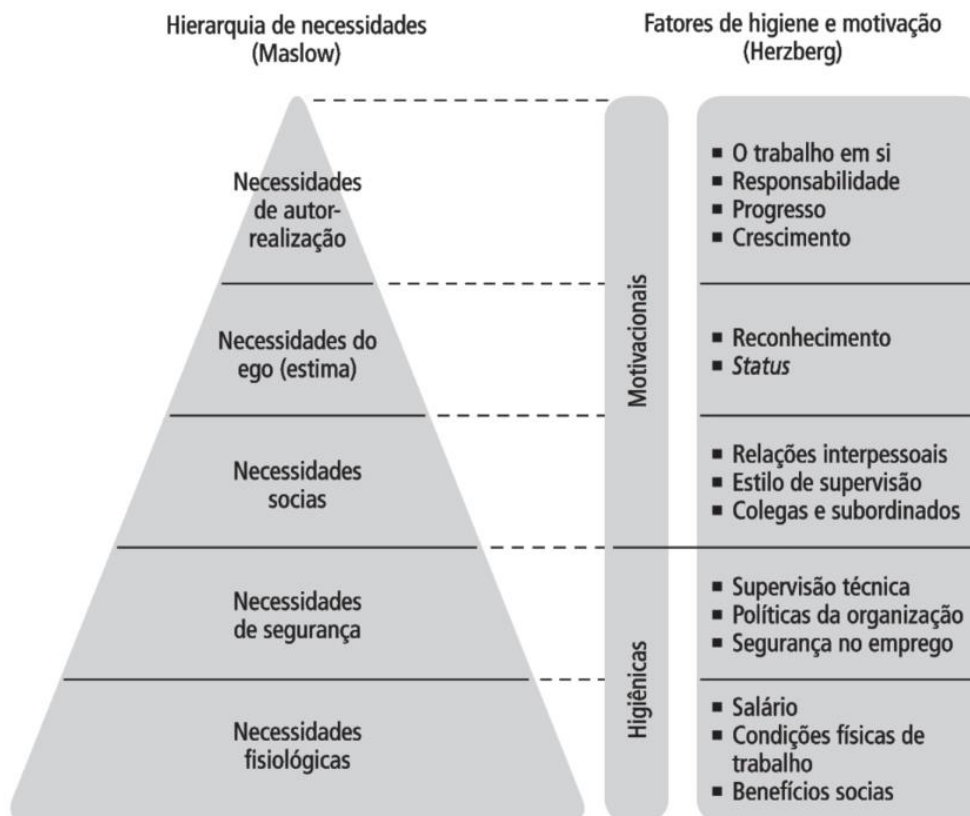 Hierarquia de necessidades
(Maslow)
Fatores de higiene e motivação
(Herzberg)
Necessidades
de autor-
realização
Necessidades do
ego (estima)
Necessidades
socias
Necessidades
de segurança
Necessidades
fisiológicas
Motivacionais
Higiênicas
▪ O trabalho em si
▪ Responsabilidade
▪ Progresso
▪ Crescimento
▪ Reconhecimento
▪ Status
▪ Relações interpessoais
▪ Estilo de supervisão
▪ Colegas e subordinados
▪ Supervisão técnica
▪ Políticas da organização
▪ Segurança no emprego
▪ Salário
▪ Condições físicas de
trabalho
▪ Benefícios socias